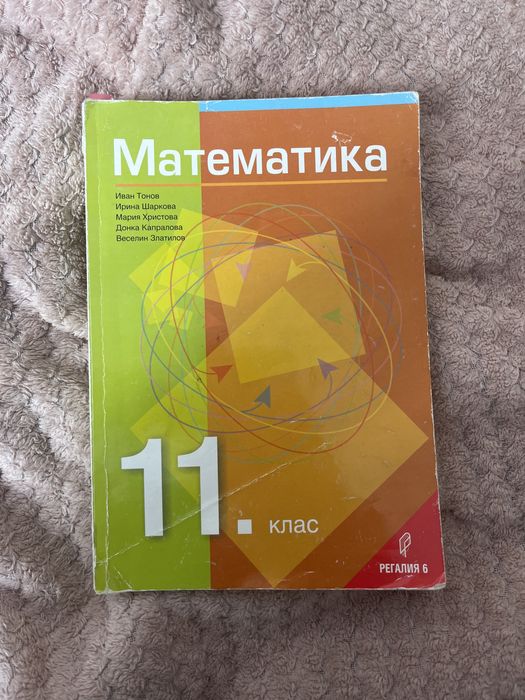 Математика
Иван Тонов
Ирина Шаркова
Мария Христова
Донка Капралова
Веселин Златилов
11. клас
РЕГАЛИЯ 6